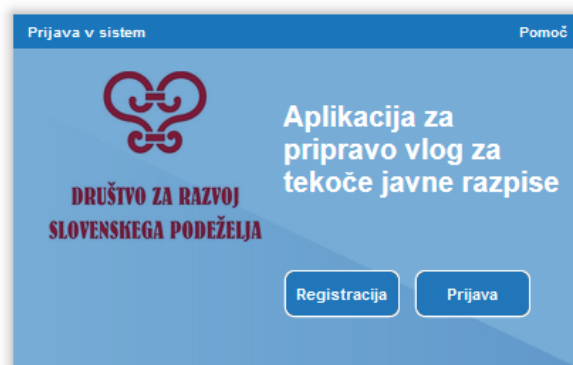 Prijava v sistem
Pomoč
DRUŠTVO ZA RAZVOJ
SLOVENSKEGA PODEŽELJA
Aplikacija za
pripravo vlog za
tekoče javne razpise
Registracija
Prijava